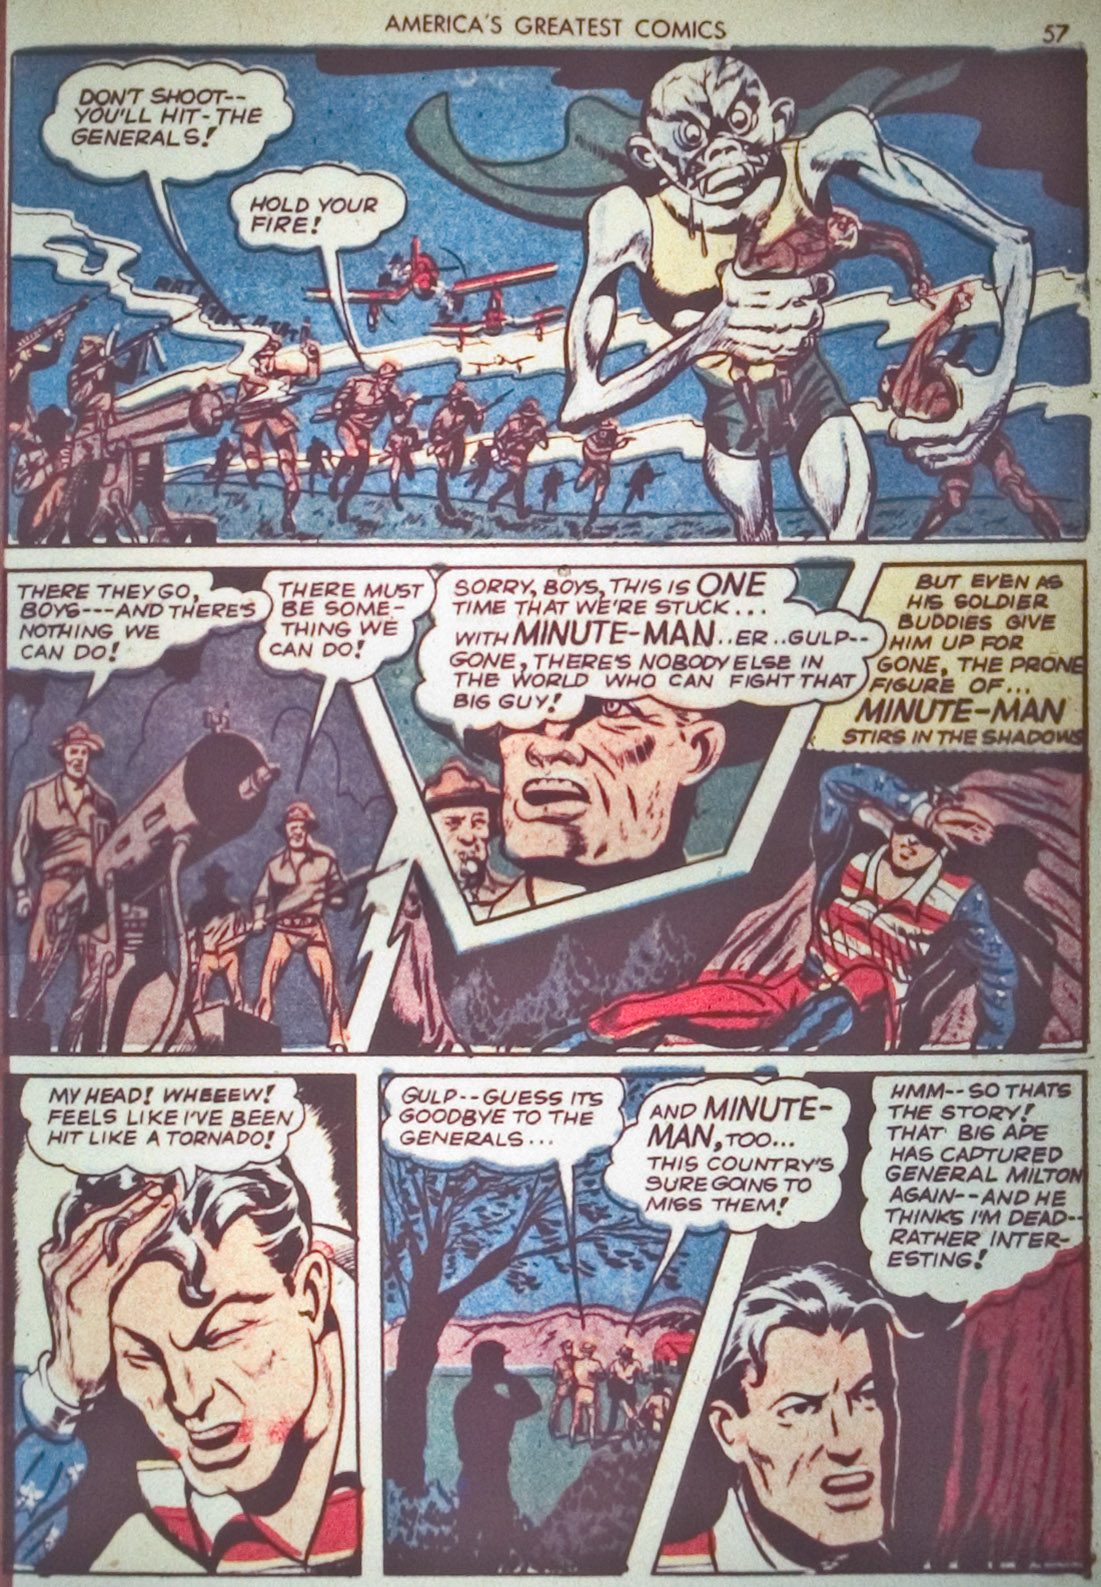 AMERICA'S GREATEST COMICS
57
DON'T SHOOT--
YOU'LL HIT-THE
GENERALS!
HOLD YOUR
FIRE!
THERE THEY GO,
BOYS---AND THERE'S
NOTHING WE
CAN DO!
THERE MUST
BE SOME-
THING WE
CAN DO!
SORRY, BOYS, THIS IS ONE
TIME THAT WE'RE STUCK...
WITH MINUTE-MAN..ER..GULP--
GONE, THERE'S NOBODY ELSE IN
THE WORLD WHO CAN FIGHT THAT
BIG GUY!
BUT EVEN AS
HIS SOLDIER
BUDDIES GIVE
HIM UP FOR
GONE, THE PRONE
FIGURE OF...
MINUTE-MAN
STIRS IN THE SHADOWS
MY HEAD! WHEEEW!
FEELS LIKE I'VE BEEN
HIT LIKE A TORNADO!
GULP--GUESS ITS
GOODBYE TO THE
GENERALS...
AND MINUTE-
MAN, TOO...
THIS COUNTRY'S
SURE GOING TO
MISS THEM!
HMM--SO THATS
THE STORY!
THAT BIG APE
HAS CAPTURED
GENERAL MILTON
AGAIN--AND HE
THINKS I'M DEAD--
RATHER INTER-
ESTING!